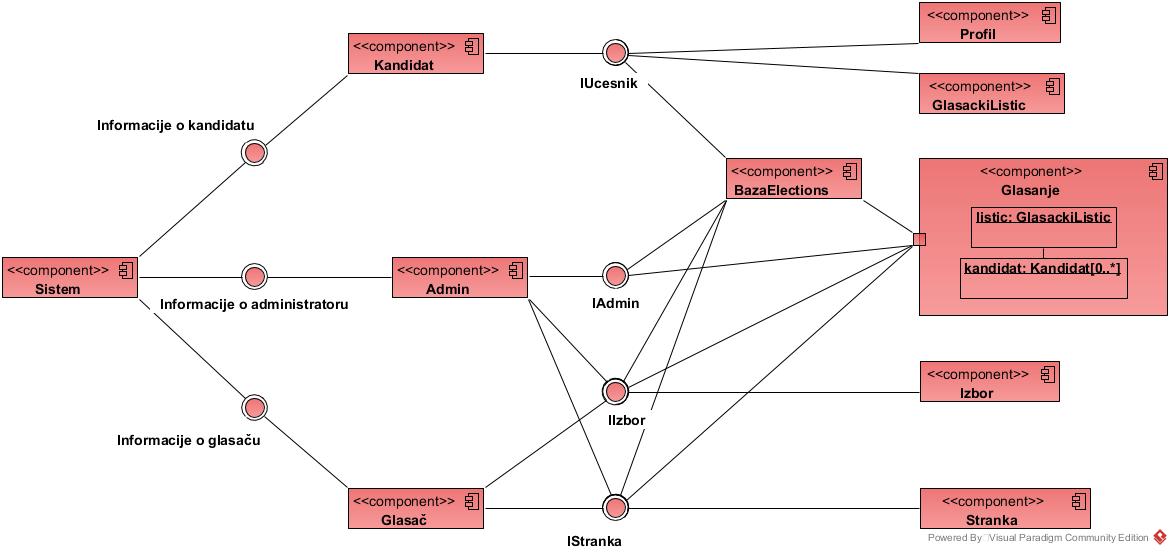 <<component>>
Profil
<<component>>
Kandidat
IUcesnik
<<component>>
GlasackiListic
Informacije o kandidatu
<<component>>
BazaElections
<<component>>
Glasanje
listic: GlasackiListic
kandidat: Kandidat[0..*]
<<component>>
Sistem
Informacije o administratoru
<<component>>
Admin
IAdmin
<<component>>
Izbor
IIzbor
Informacije o glasaču
<<component>>
Glasač
IStranka
<<component>>
Stranka
Powered By Visual Paradigm Community Edition